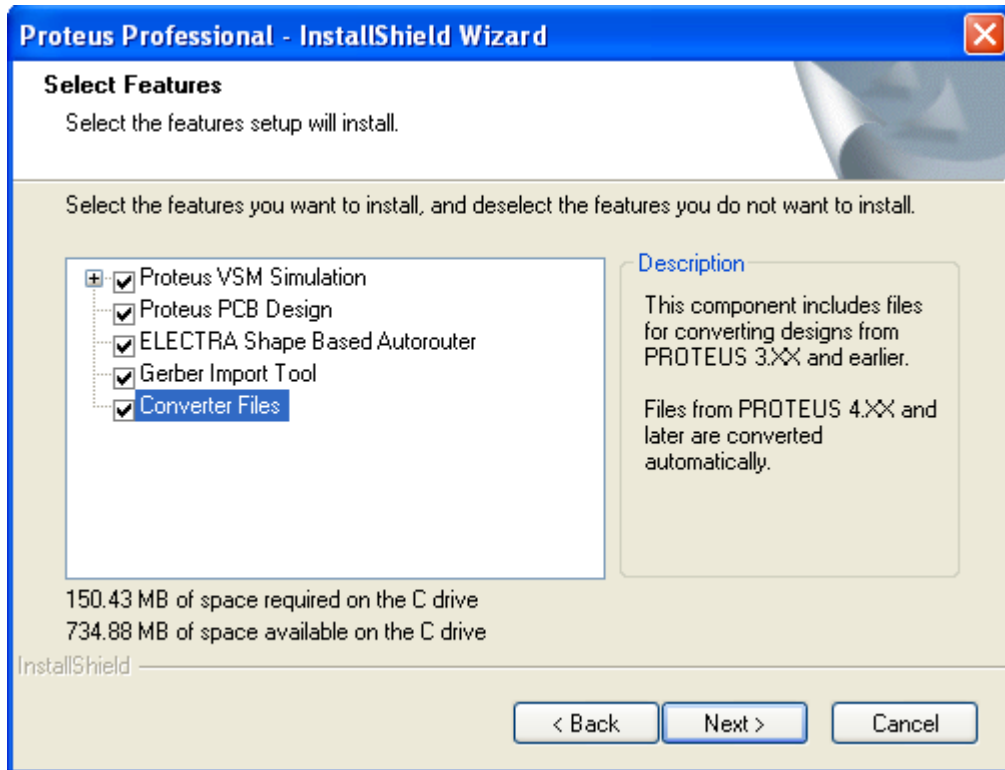 Proteus Professional - InstallShield Wizard
Select Features
Select the features setup will install.
Select the features you want to install, and deselect the features you do not want to install.
Proteus VSM Simulation
Proteus PCB Design
ELECTRA Shape Based Autorouter
Gerber Import Tool
Converter Files
Description
This component includes files
for converting designs from
PROTEUS 3.XX and earlier.
Files from PROTEUS 4.XX and
later are converted
automatically.
150.43 MB of space required on the C drive
734.88 MB of space available on the C drive
InstallShield
< Back
Next >
Cancel